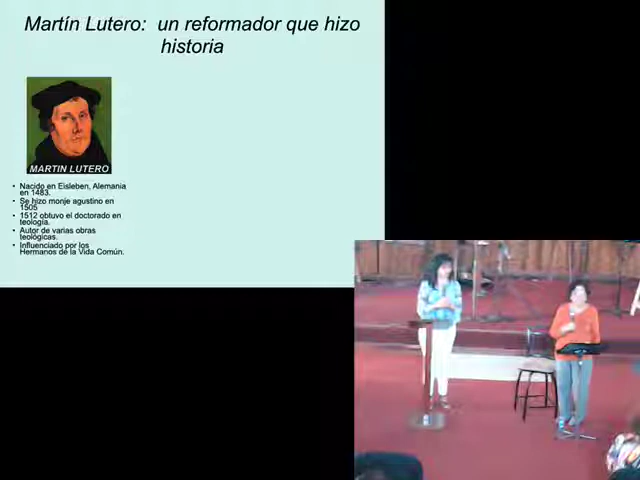 Martín Lutero:  un reformador que hizo
historia
MARTIN LUTERO
• Nacido en Eisleben, Alemania
en 1483.
• Se hizo monje agustino en
1505
• 1512 obtuvo el doctorado en
teología.
• Autor de varias obras
teológicas.
• Influenciado por los
Hermanos de la Vida Común.